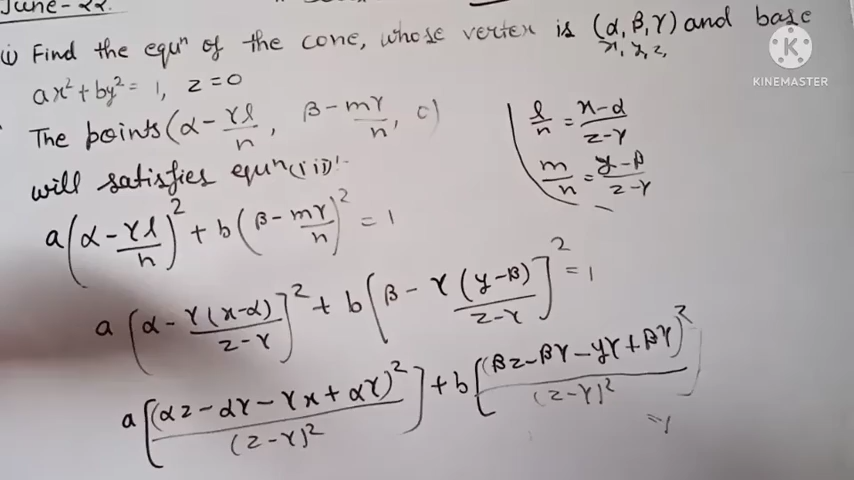 June-22.
(i) Find the equⁿ of the cone, whose vertex is (α, β, γ) and base
x, y, z,
ax² + by² = 1, z = 0
K
KINEMASTER
The points (α - γl/n, β - mγ/n, 0)
will satisfies equⁿ(ii):-
l/n = x-α/z-γ
m/n = y-β/z-γ
a(α - γl/n)² + b(β - mγ/n)² = 1
a(α - γ(x-α)/z-γ]² + b[β - γ(y-β)/z-γ]² = 1
a[(αz - αγ - γx + αγ)²/(z-γ)²] + b[(βz - βγ - yγ + βγ)²/(z-γ)²
=1